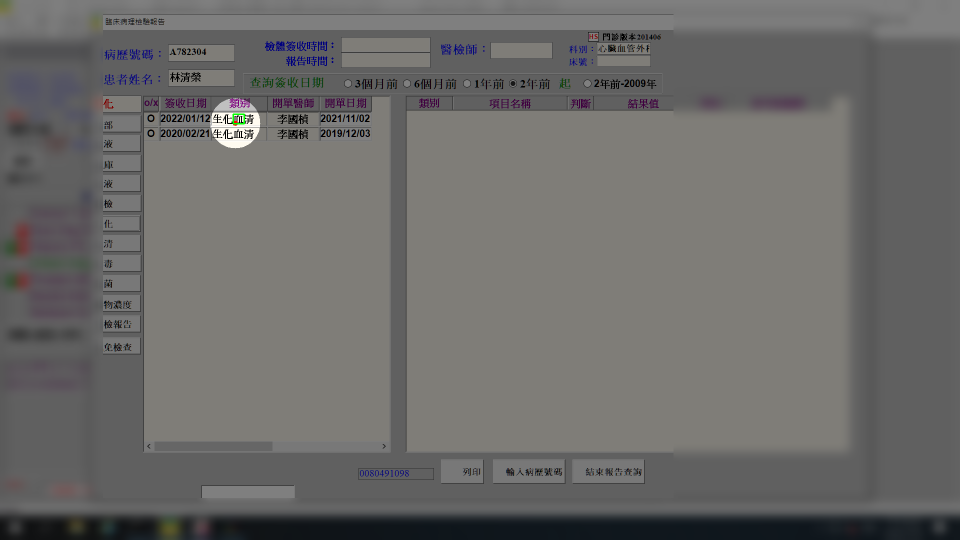 臨床病理檢驗報告
HS 門診版本201406
病歷號碼： A782304 檢體簽收時間： 醫檢師： 科別： 心臟血管外科
報告時間： 床號：
患者姓名： 林清榮 查詢簽收日期 3個月前 6個月前 1年前 2年前 起 2年前-2009年
化 o/x 簽收日期 類別 開單醫師 開單日期 類別 項目名稱 判斷 結果值
O 2022/01/12 生化血清 李國楨 2021/11/02
部 O 2020/02/21 生化血清 李國楨 2019/12/03
液
庫
液
檢
化
清
毒
菌
物濃度
檢報告
免檢查
0080491098 列印 輸入病歷號碼 結束報告查詢